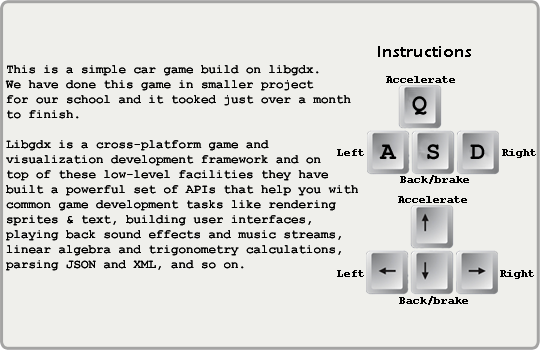 This is a simple car game build on libgdx.
We have done this game in smaller project
for our school and it tooked just over a month
to finish.
Libgdx is a cross-platform game and
visualization development framework and on
top of these low-level facilities they have
built a powerful set of APIs that help you with
common game development tasks like rendering
sprites & text, building user interfaces,
playing back sound effects and music streams,
linear algebra and trigonometry calculations,
parsing JSON and XML, and so on.
Instructions
Accelerate
Q
Left A S D Right
Back/brake
Accelerate
↑
Left ← ↓ → Right
Back/brake